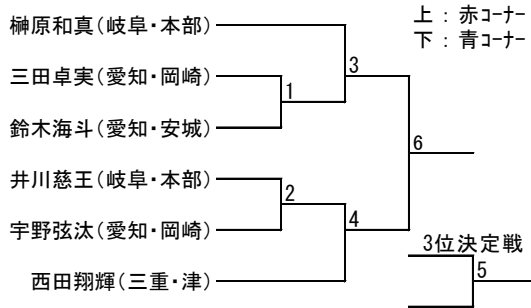 榊原和真(岐阜・本部)
上：赤ｺｰﾅｰ
下：青ｺｰﾅｰ
三田卓実(愛知・岡崎)
3
1
鈴木海斗(愛知・安城)
6
井川慈王(岐阜・本部)
2
宇野弦汰(愛知・岡崎)
4
3位決定戦
西田翔輝(三重・津)
5